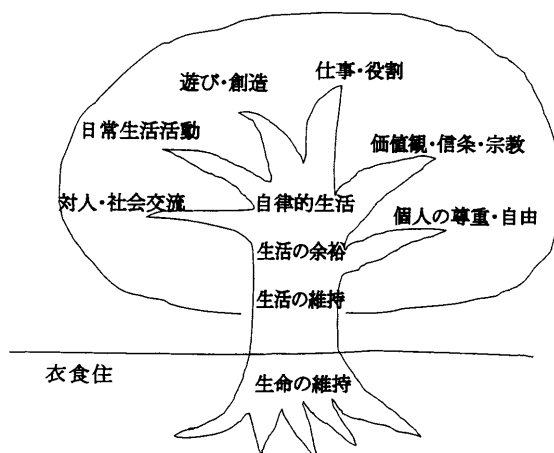 仕事・役割
遊び・創造
日常生活活動
価値観・信条・宗教
対人・社会交流
自律的生活
個人の尊重・自由
生活の余裕
生活の維持
衣食住
生命の維持